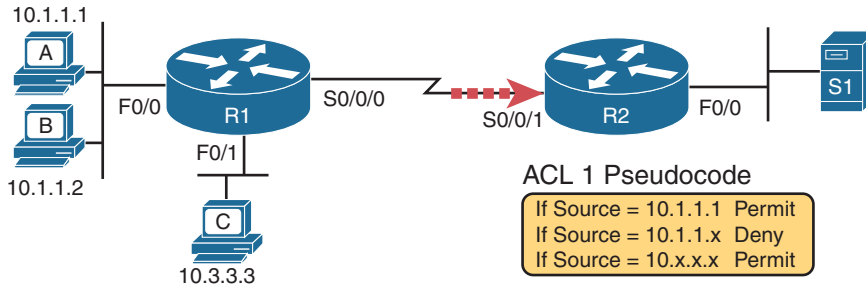 10.1.1.1
A
B
10.1.1.2
F0/0
R1
S0/0/0
F0/1
C
10.3.3.3
S0/0/1
R2
F0/0
S1
ACL 1 Pseudocode
If Source = 10.1.1.1 Permit
If Source = 10.1.1.x Deny
If Source = 10.x.x.x Permit